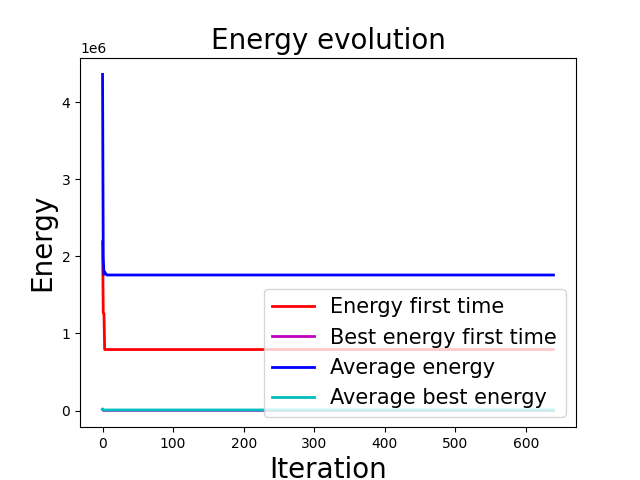 Energy evolution
1e6
4
3
2
1
0
Energy
Energy first time
Best energy first time
Average energy
Average best energy
0 100 200 300 400 500 600
Iteration